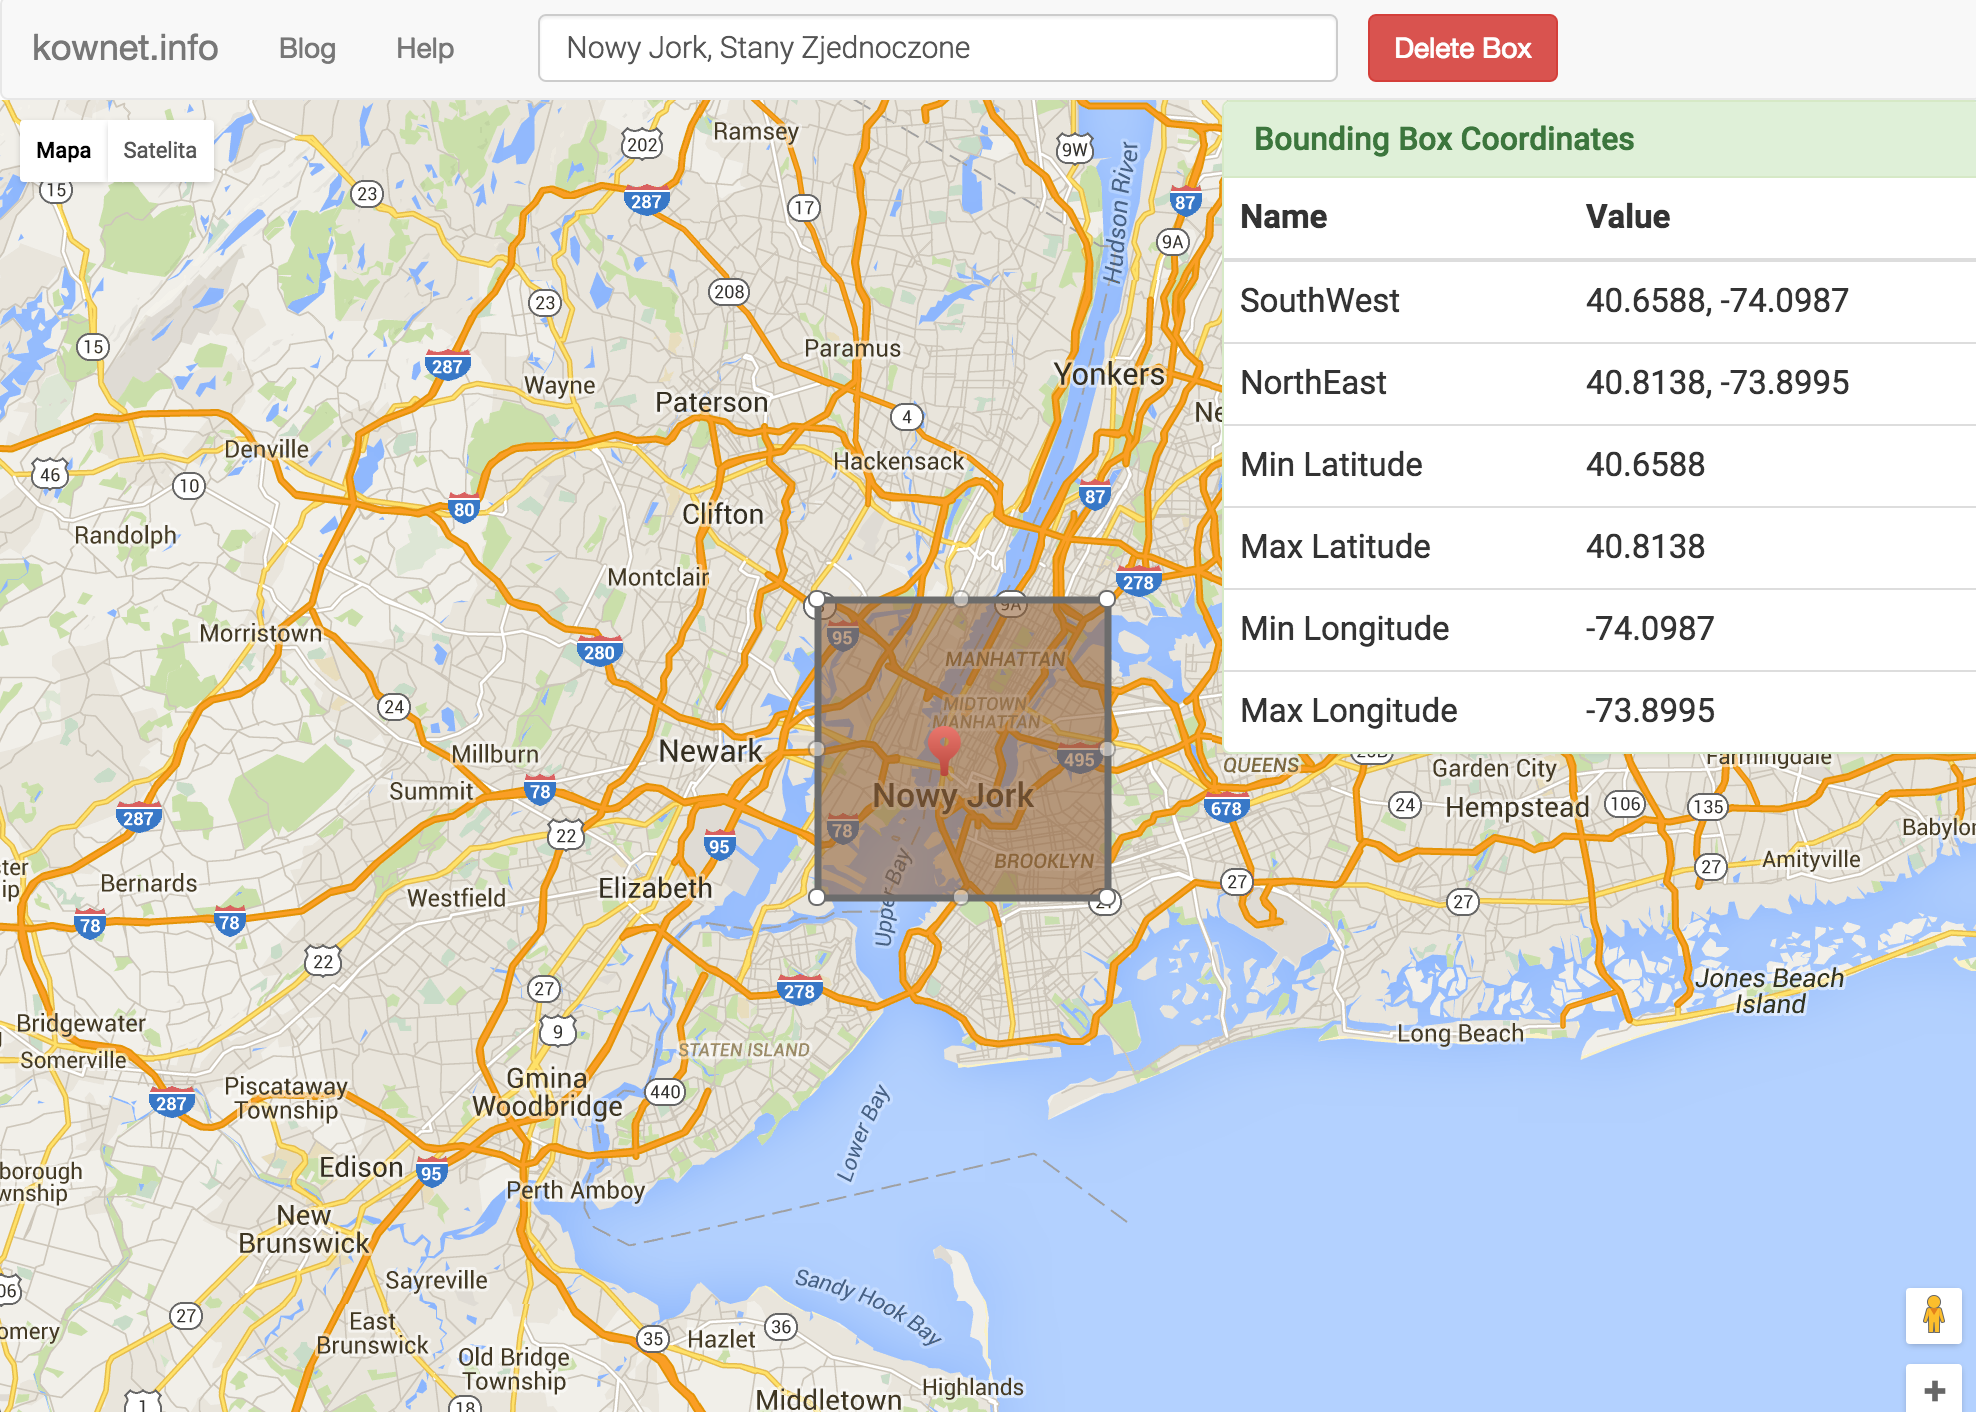 kownet.info Blog Help Nowy Jork, Stany Zjednoczone Delete Box
Mapa Satelita
Bounding Box Coordinates
Name Value
SouthWest 40.6588, -74.0987
NorthEast 40.8138, -73.8995
Min Latitude 40.6588
Max Latitude 40.8138
Min Longitude -74.0987
Max Longitude -73.8995
Ramsey
202
9W
15
23
287
17
87
Hudson River
9A
208
23
15
Paramus
287
Wayne
Yonkers
Paterson
4
Ne
Denville
46
10
Hackensack
80
87
Clifton
Randolph
Montclair
278
9A
95
Morristown
280
MANHATTAN
24
MIDTOWN
MANHATTAN
Millburn
Newark
495
QUEENS
Garden City
Farmingdale
Summit
78
Nowy Jork
678
24
Hempstead
106
135
287
22
95
78
Babylon
BROOKLYN
Amityville
ster
ip
Bernards
Westfield
Elizabeth
27
27
27
Upper Bay
78
78
22
27
278
Jones Beach
Island
Bridgewater
9
Long Beach
Somerville
STATEN ISLAND
Gmina
Woodbridge
Piscataway
Township
440
287
Lower Bay
Edison
95
borough
wnship
Perth Amboy
New
Brunswick
Sayreville
Sandy Hook Bay
06
27
omery
East
Brunswick
35
Hazlet
36
Old Bridge
Township
Highlands
Middletown
1
18
+